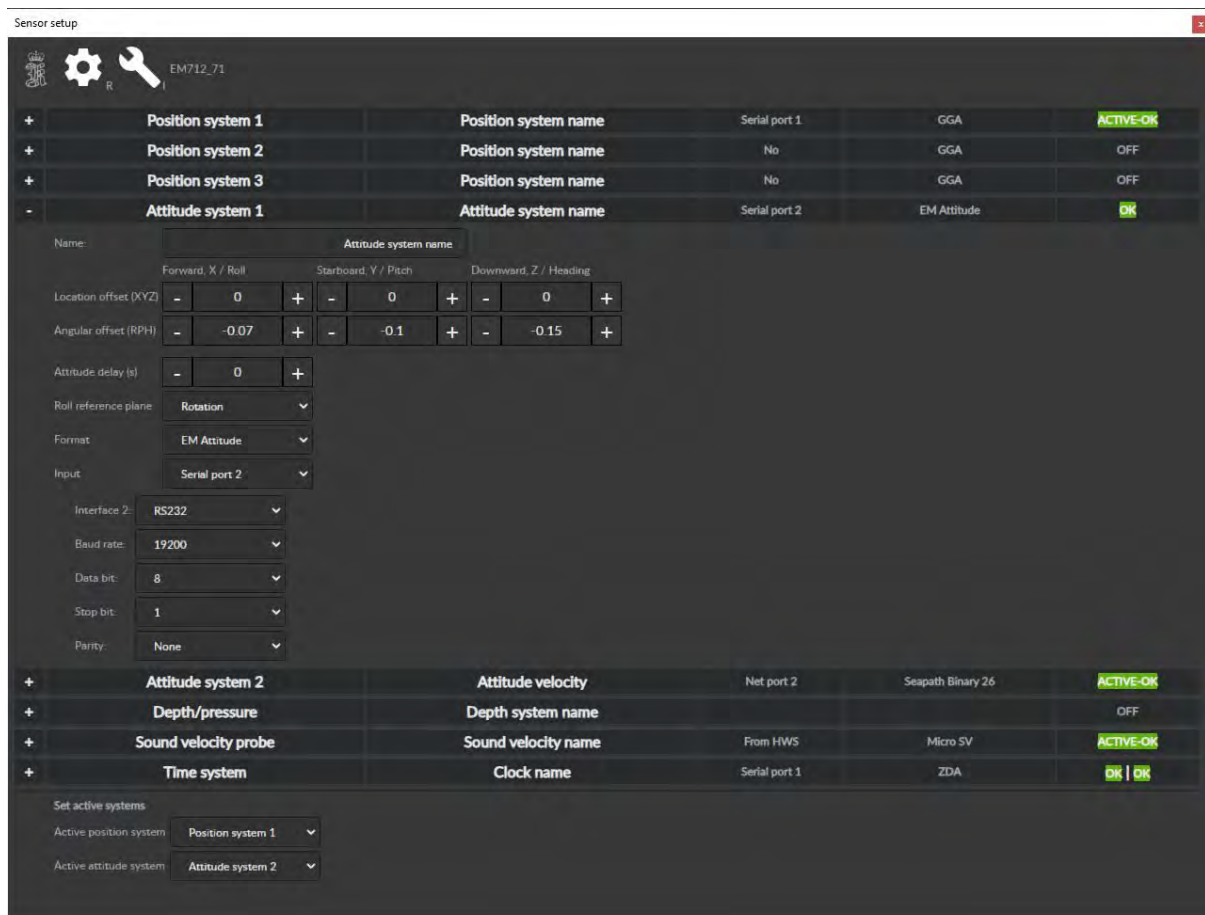 Sensor setup x
R I EM712_71
+ Position system 1 Position system name Serial port 1 GGA ACTIVE-OK
+ Position system 2 Position system name No GGA OFF
+ Position system 3 Position system name No GGA OFF
- Attitude system 1 Attitude system name Serial port 2 EM Attitude OK
Name: Attitude system name
Forward, X / Roll Starboard, Y / Pitch Downward, Z / Heading
Location offset (XYZ) - 0 + - 0 + - 0 +
Angular offset (RPH) - -0.07 + - -0.1 + - -0.15 +
Attitude delay (s) - 0 +
Roll reference plane Rotation
Format EM Attitude
Input Serial port 2
Interface 2: RS232
Baud rate: 19200
Data bit: 8
Stop bit: 1
Parity: None
+ Attitude system 2 Attitude velocity Net port 2 Seapath Binary 26 ACTIVE-OK
+ Depth/pressure Depth system name OFF
+ Sound velocity probe Sound velocity name From HWS Micro SV ACTIVE-OK
+ Time system Clock name Serial port 1 ZDA OK | OK
Set active systems
Active position system Position system 1
Active attitude system Attitude system 2